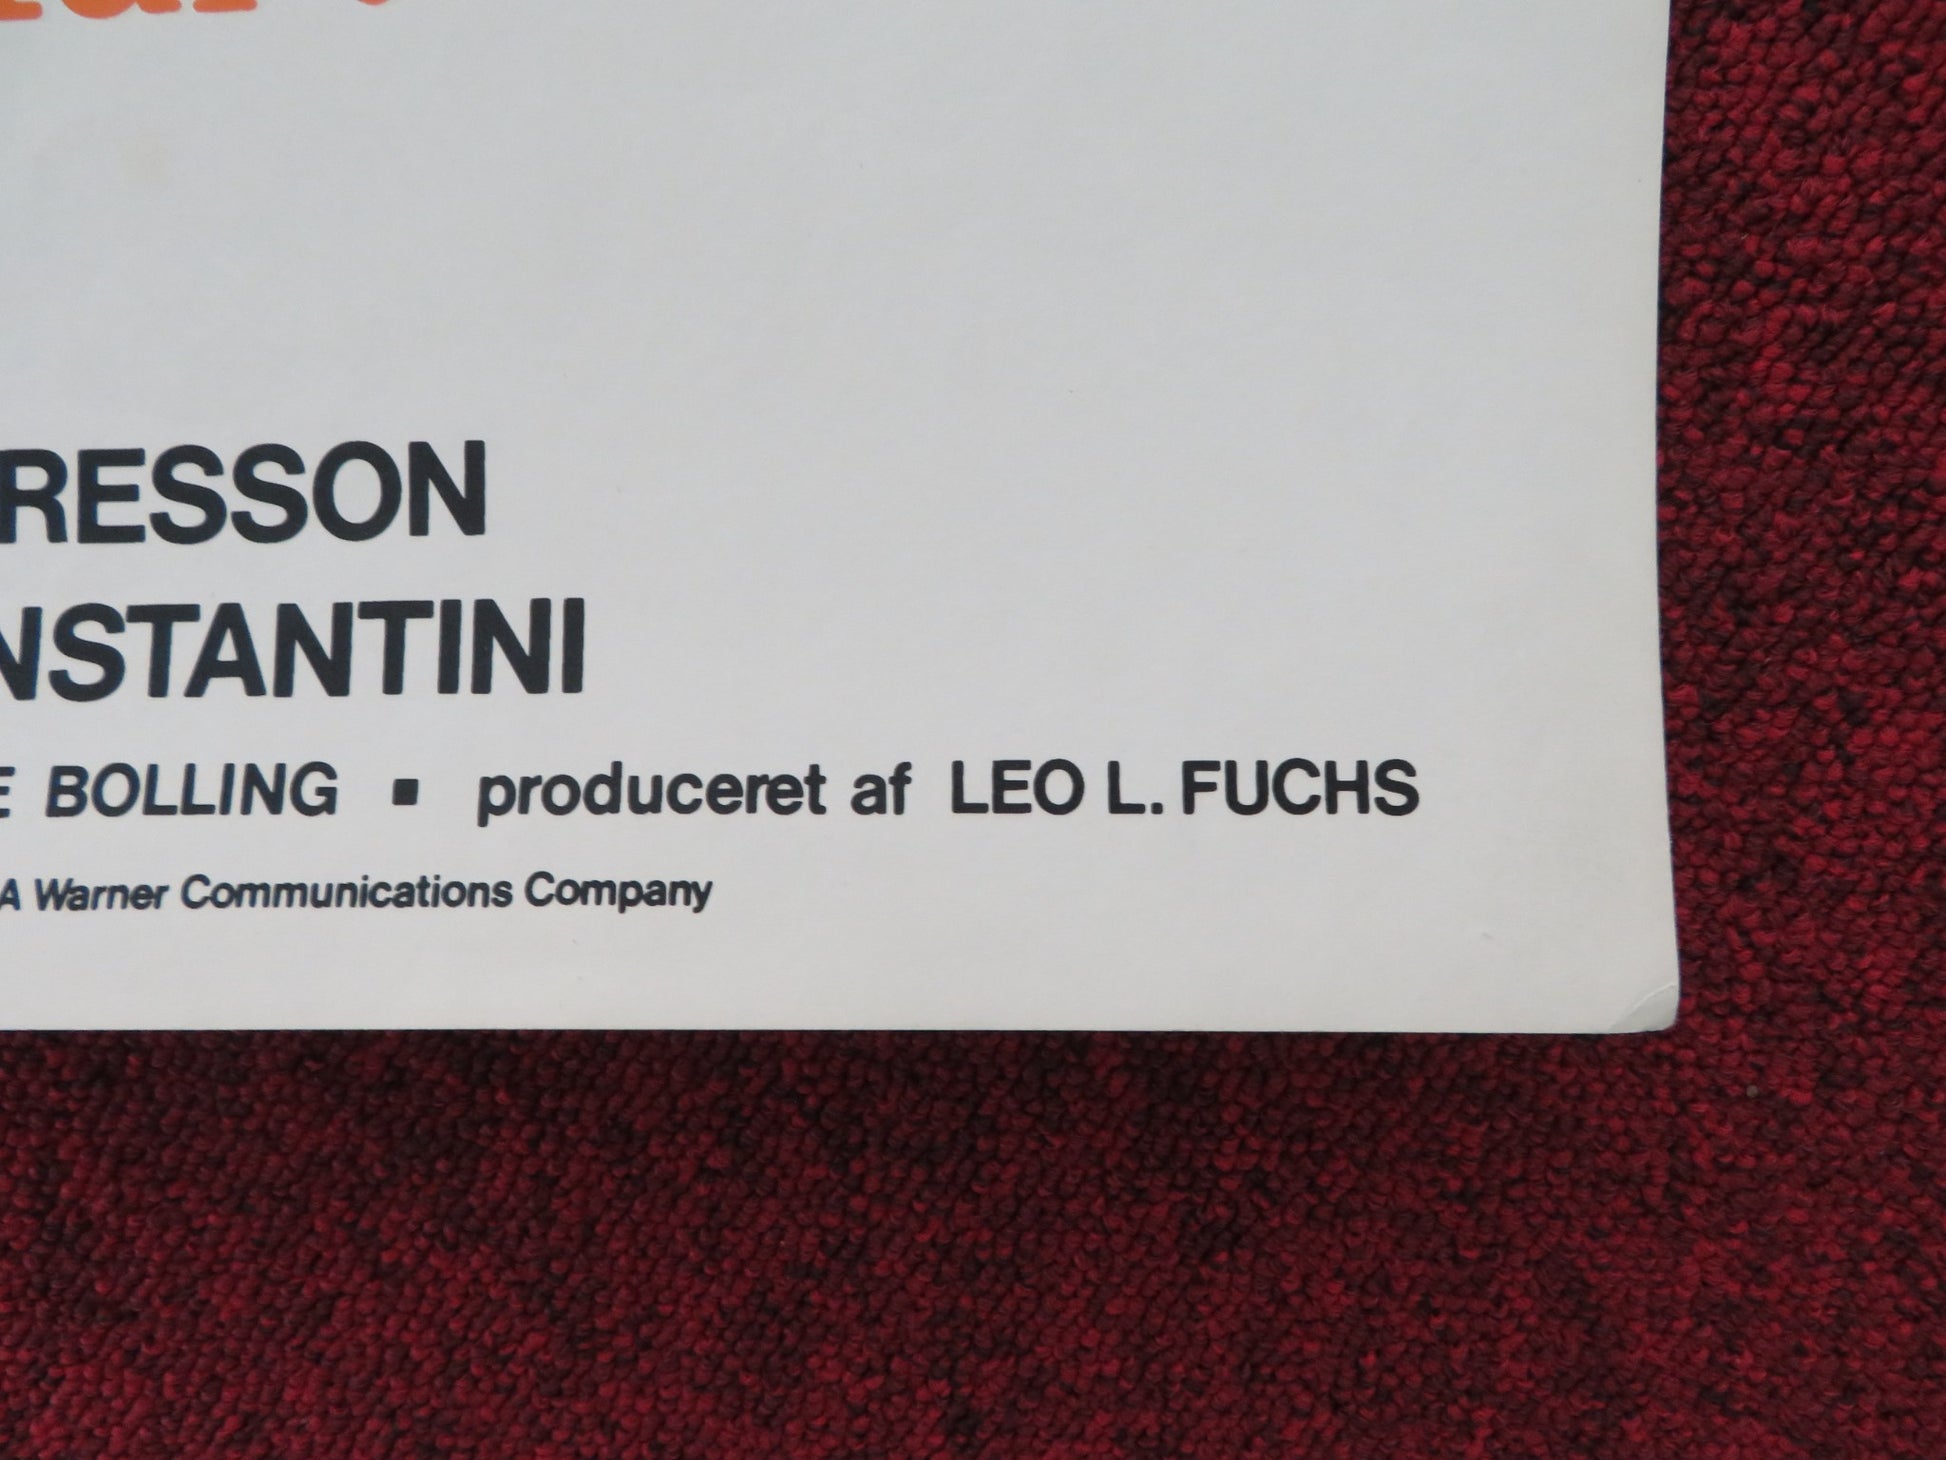 RESSON
NSTANTINI
E BOLLING ▪ produceret af LEO L. FUCHS
A Warner Communications Company